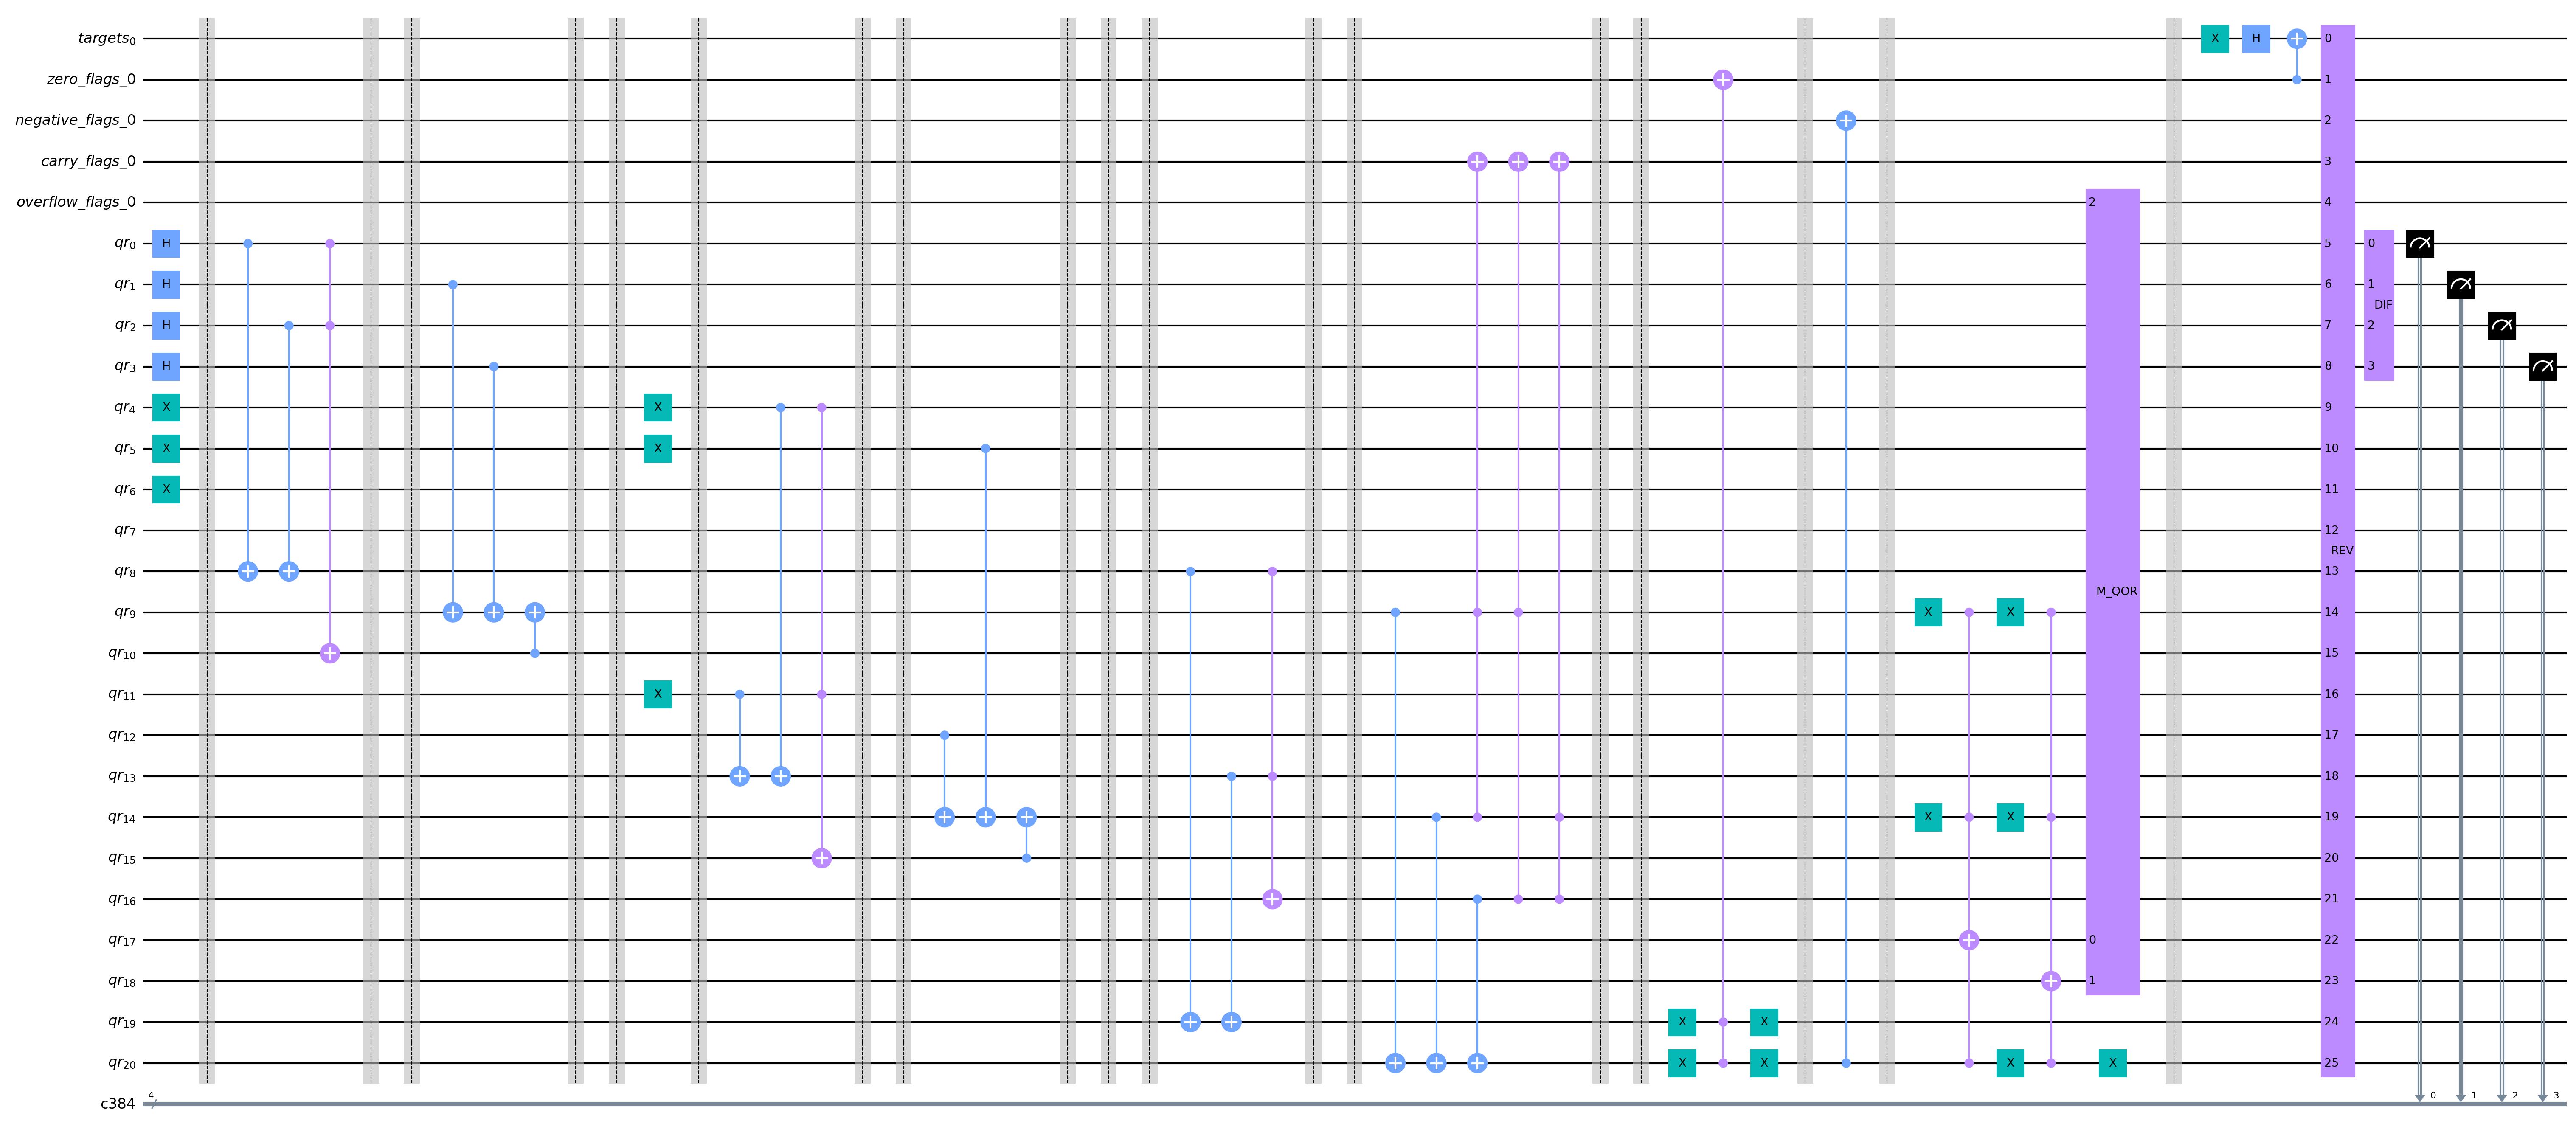 targets0 X H 0
zero_flags_0 1
negative_flags_0 2
carry_flags_0 3
overflow_flags_0 2 4
qr0 H 5 0
qr1 H 6 1
DIF
qr2 H 7 2
qr3 H 8 3
qr4 X X 9
qr5 X X 10
qr6 X 11
qr7 12
REV
qr8 13
M_QOR
qr9 X X 14
qr10 15
qr11 X 16
qr12 17
qr13 18
qr14 X X 19
qr15 20
qr16 21
qr17 0 22
qr18 1 23
qr19 X X 24
qr20 X X X X 25
c384 4 0 1 2 3